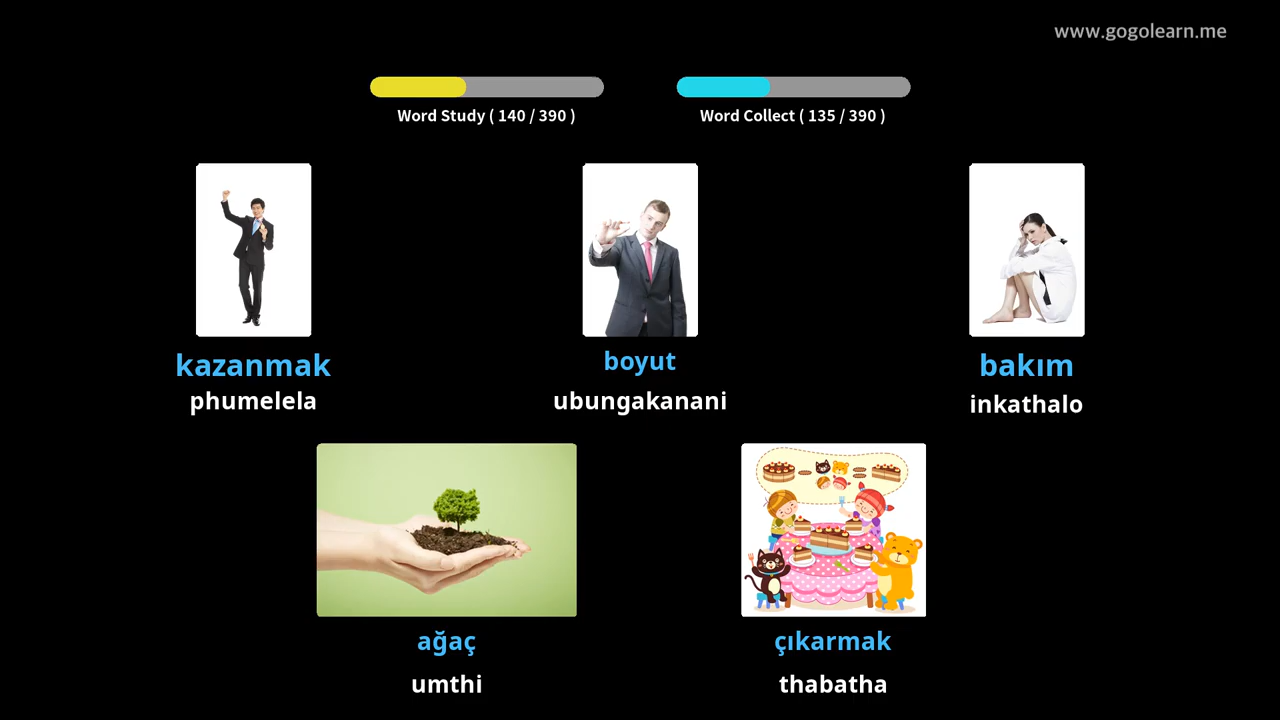 www.gogolearn.me
Word Study ( 140 / 390 )
Word Collect ( 135 / 390 )
kazanmak
phumelela
boyut
ubungakanani
bakım
inkathalo
ağaç
umthi
çıkarmak
thabatha